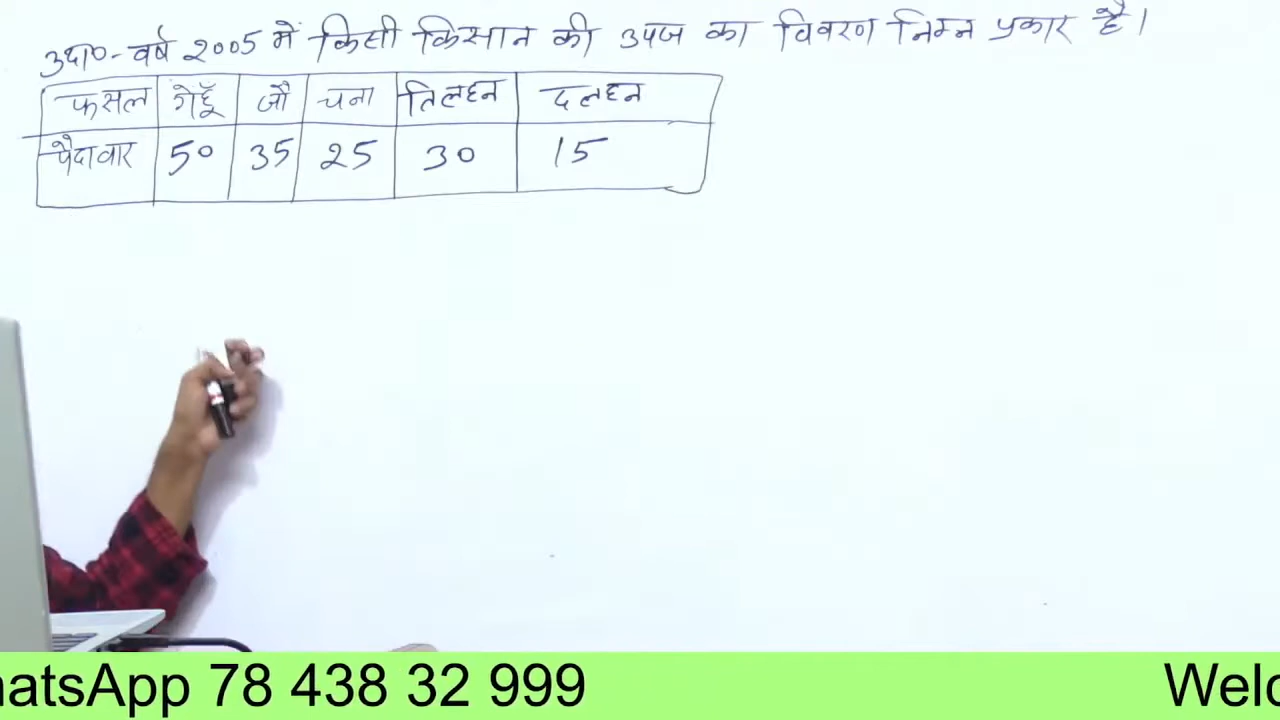 उदा०-वर्ष 2005 में किसी किसान की उपज का विवरण निम्न प्रकार है।
फसल गेहूँ जौ चना तिलहन दलहन
पैदावार 50 35 25 30 15
hatsApp 78 438 32 999 Welc